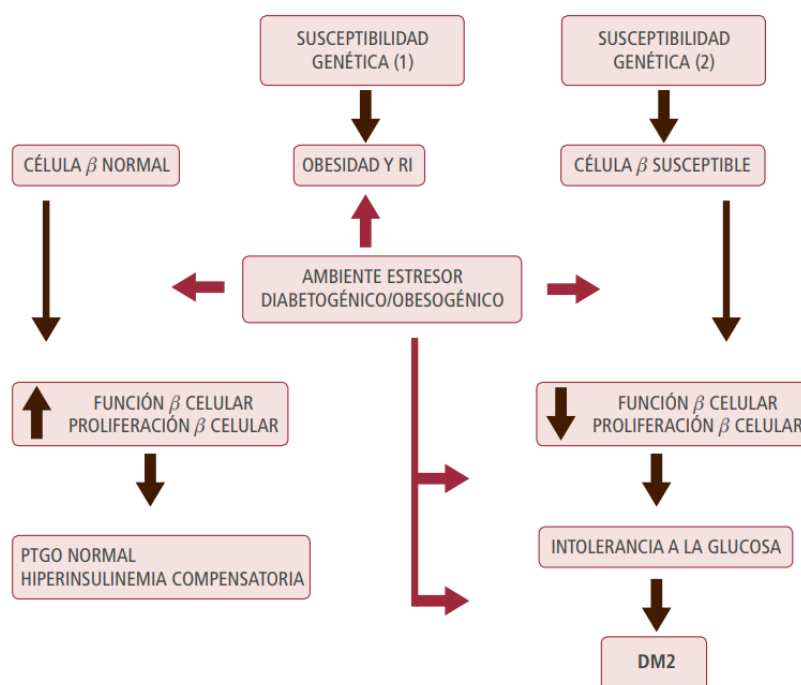 SUSCEPTIBILIDAD
GENÉTICA (1)
SUSCEPTIBILIDAD
GENÉTICA (2)
CÉLULA β NORMAL
OBESIDAD Y RI
CÉLULA β SUSCEPTIBLE
AMBIENTE ESTRESOR
DIABETOGÉNICO/OBESOGÉNICO
FUNCIÓN β CELULAR
PROLIFERACIÓN β CELULAR
FUNCIÓN β CELULAR
PROLIFERACIÓN β CELULAR
PTGO NORMAL
HIPERINSULINEMIA COMPENSATORIA
INTOLERANCIA A LA GLUCOSA
DM2